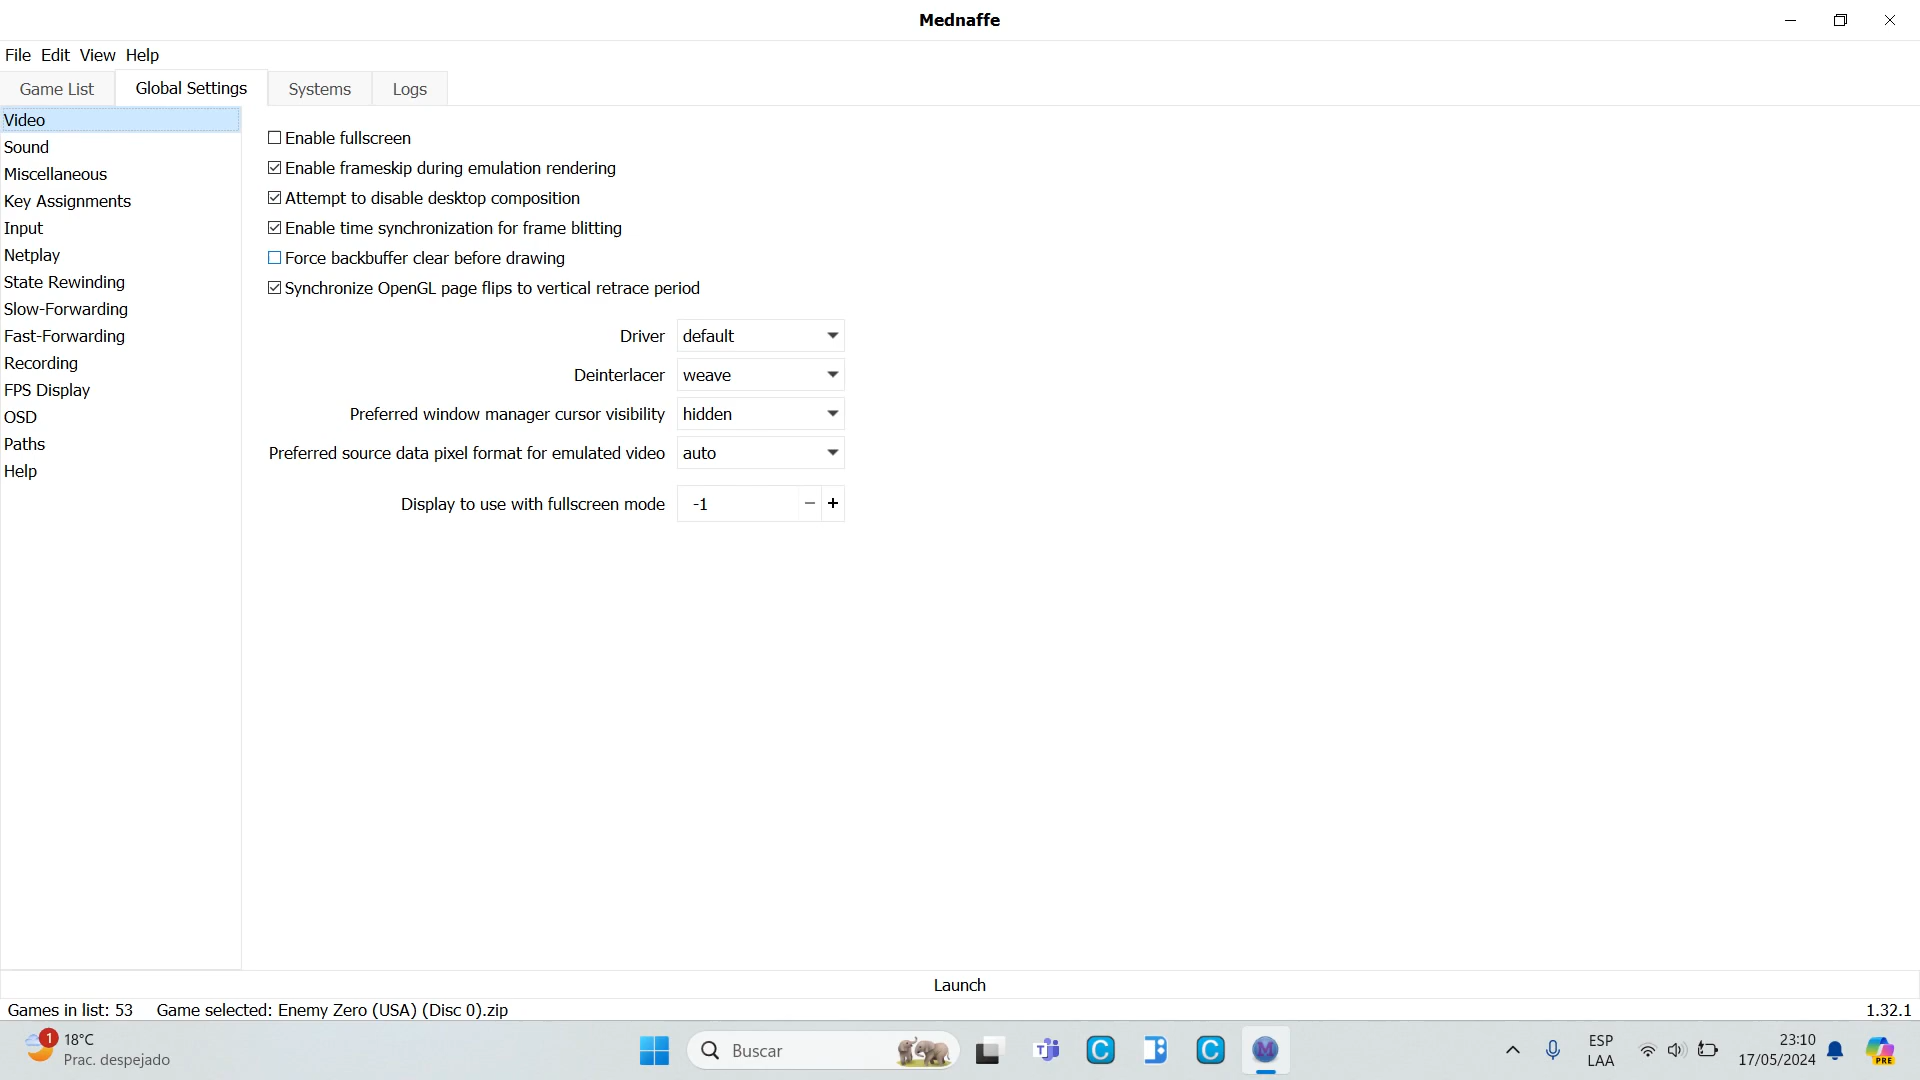 Mednaffe
File Edit View Help
Game List Global Settings Systems Logs
Video
Sound
Miscellaneous
Key Assignments
Input
Netplay
State Rewinding
Slow-Forwarding
Fast-Forwarding
Recording
FPS Display
OSD
Paths
Help
Enable fullscreen
Enable frameskip during emulation rendering
Attempt to disable desktop composition
Enable time synchronization for frame blitting
Force backbuffer clear before drawing
Synchronize OpenGL page flips to vertical retrace period
Driver default
Deinterlacer weave
Preferred window manager cursor visibility hidden
Preferred source data pixel format for emulated video auto
Display to use with fullscreen mode -1
Launch
Games in list: 53 Game selected: Enemy Zero (USA) (Disc 0).zip 1.32.1
1 18°C
Prac. despejado
Buscar
ESP
LAA
23:10
17/05/2024
PRE